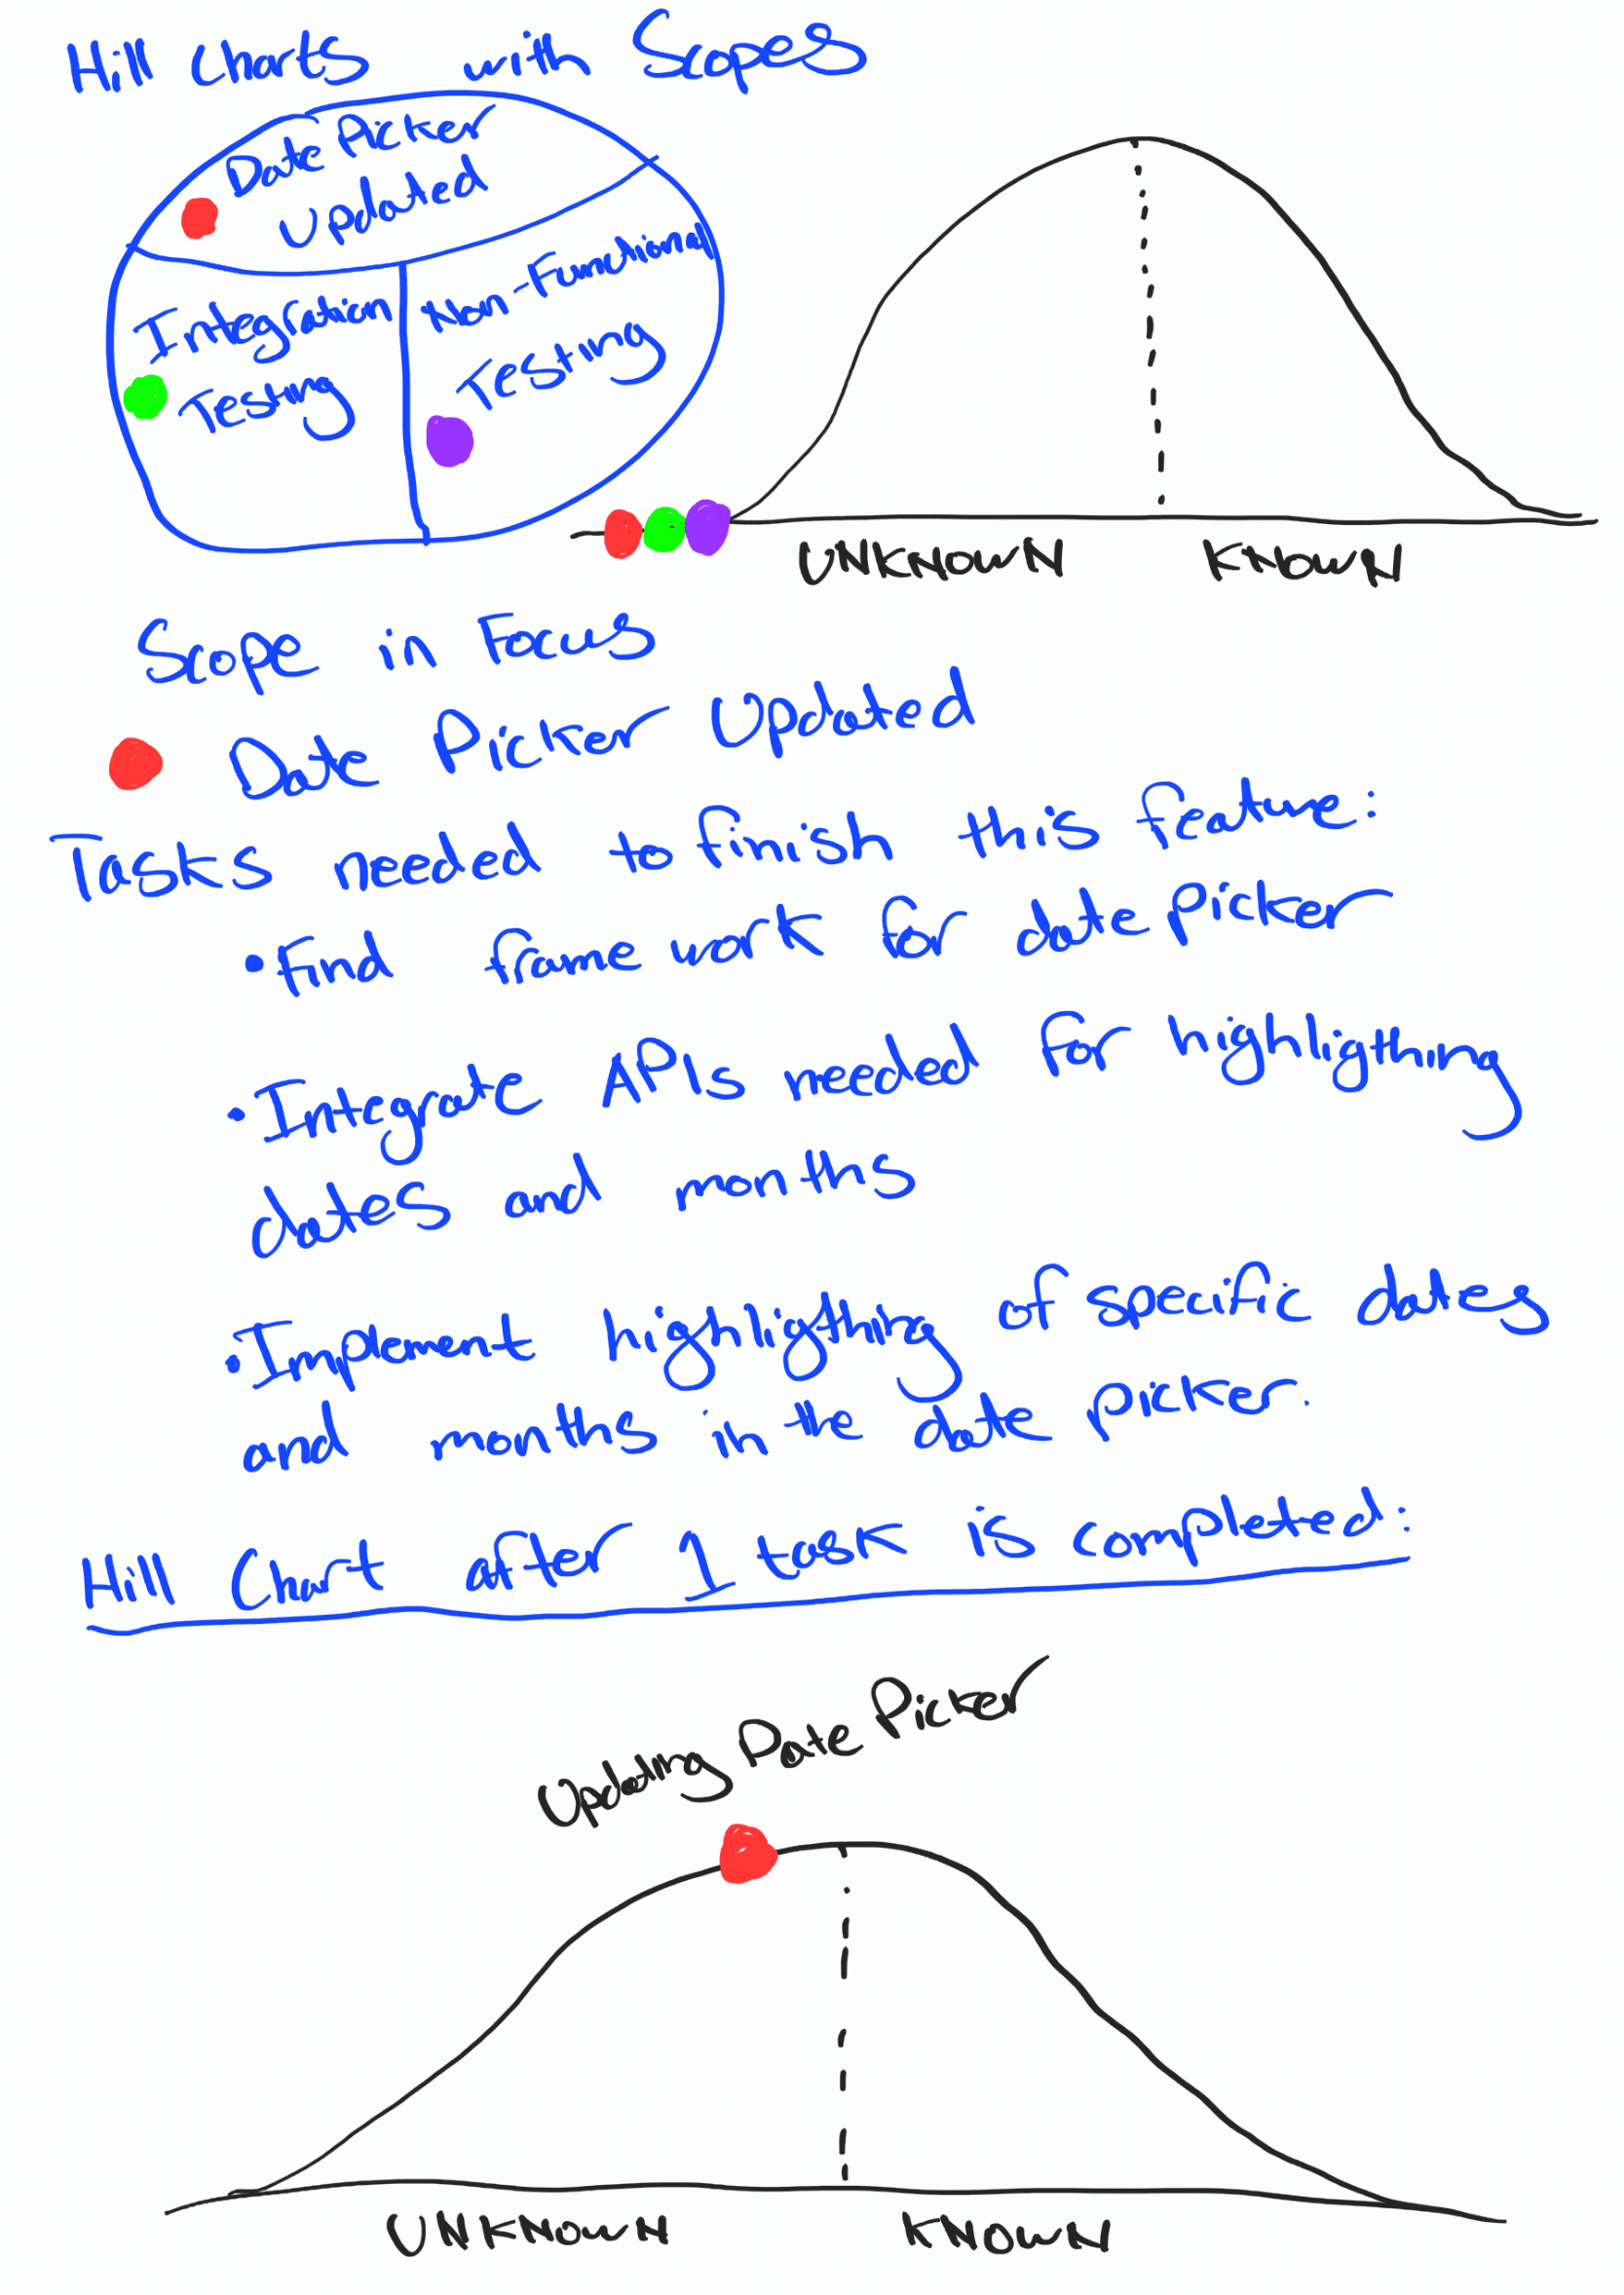 Hill Charts with Scopes
Date Picker
Updated
Integration
Testing
Non-Functional
Testing
UNKNOWN KNOWN
Scope in Focus
Date Picker Updated
Tasks needed to finish this feature:
• Find framework for date picker
• Integrate APIs needed for highligthing
dates and months
• Implement highligthing of specific dates
and months in the date picker.
Hill Chart after 1 task is completed:
Updating Date Picker
UNKNOWN KNOWN